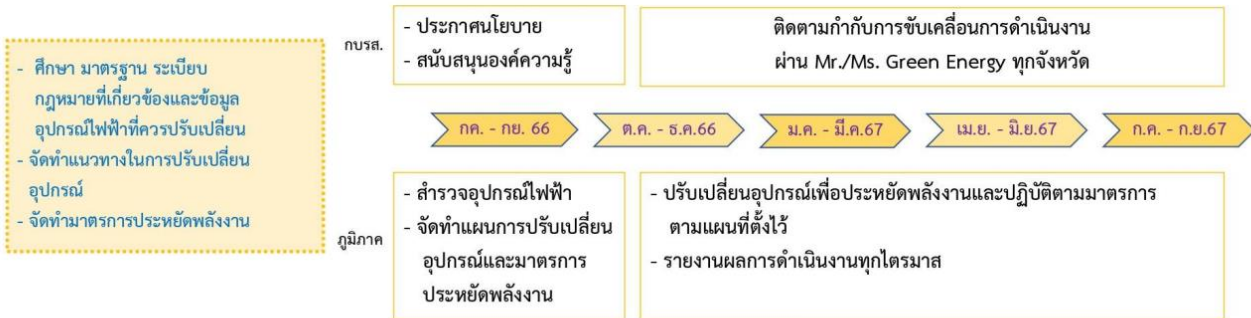 - ศึกษา มาตรฐาน ระเบียบ
กฎหมายที่เกี่ยวข้องและข้อมูล
อุปกรณ์ไฟฟ้าที่ควรปรับเปลี่ยน
- จัดทำแนวทางในการปรับเปลี่ยน
อุปกรณ์
- จัดทำมาตรการประหยัดพลังงาน
กบรส.
- ประกาศนโยบาย
- สนับสนุนองค์ความรู้
ติดตามกำกับการขับเคลื่อนการดำเนินงาน
ผ่าน Mr./Ms. Green Energy ทุกจังหวัด
กค. - กย. 66
ต.ค. - ธ.ค.66
ม.ค. - มี.ค.67
เม.ย. - มิ.ย.67
ก.ค. - ก.ย.67
ภูมิภาค
- สำรวจอุปกรณ์ไฟฟ้า
- จัดทำแผนการปรับเปลี่ยน
อุปกรณ์และมาตรการ
ประหยัดพลังงาน
- ปรับเปลี่ยนอุปกรณ์เพื่อประหยัดพลังงานและปฏิบัติตามมาตรการ
ตามแผนที่ตั้งไว้
- รายงานผลการดำเนินงานทุกไตรมาส